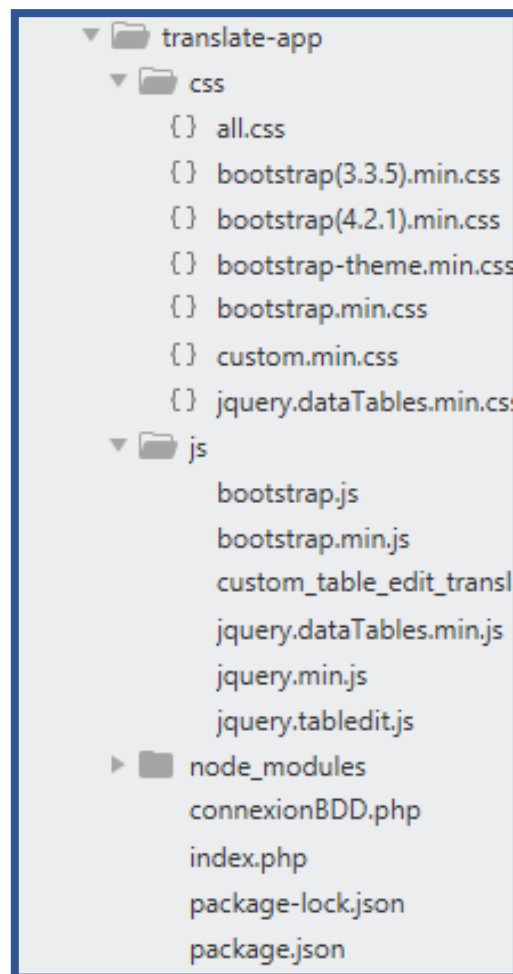 translate-app
css
{} all.css
{} bootstrap(3.3.5).min.css
{} bootstrap(4.2.1).min.css
{} bootstrap-theme.min.css
{} bootstrap.min.css
{} custom.min.css
{} jquery.dataTables.min.css
js
bootstrap.js
bootstrap.min.js
custom_table_edit_transl
jquery.dataTables.min.js
jquery.min.js
jquery.tabledit.js
node_modules
connexionBDD.php
index.php
package-lock.json
package.json